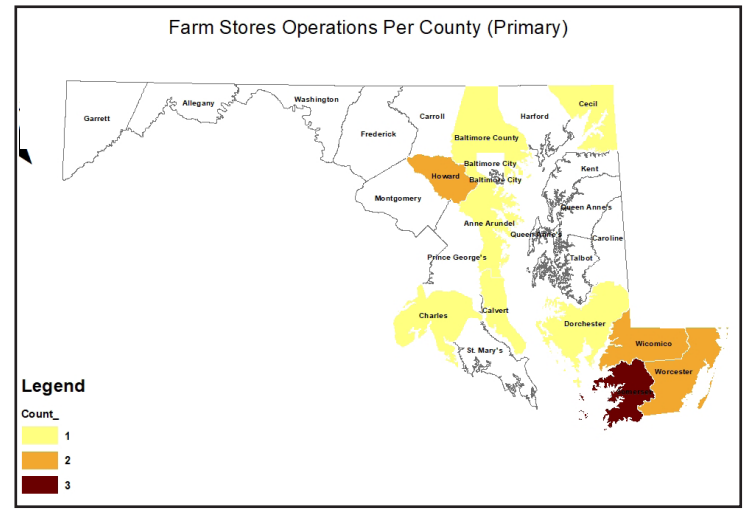 Farm Stores Operations Per County (Primary)
Garrett
Allegany
Washington
Frederick
Carroll
Baltimore County
Harford
Cecil
Baltimore City
Baltimore City
Howard
Montgomery
Kent
Queen Anne's
Anne Arundel
Queen Anne's
Caroline
Talbot
Prince George's
Charles
Calvert
Dorchester
St. Mary's
Wicomico
Worcester
Legend
Count_
1
2
3